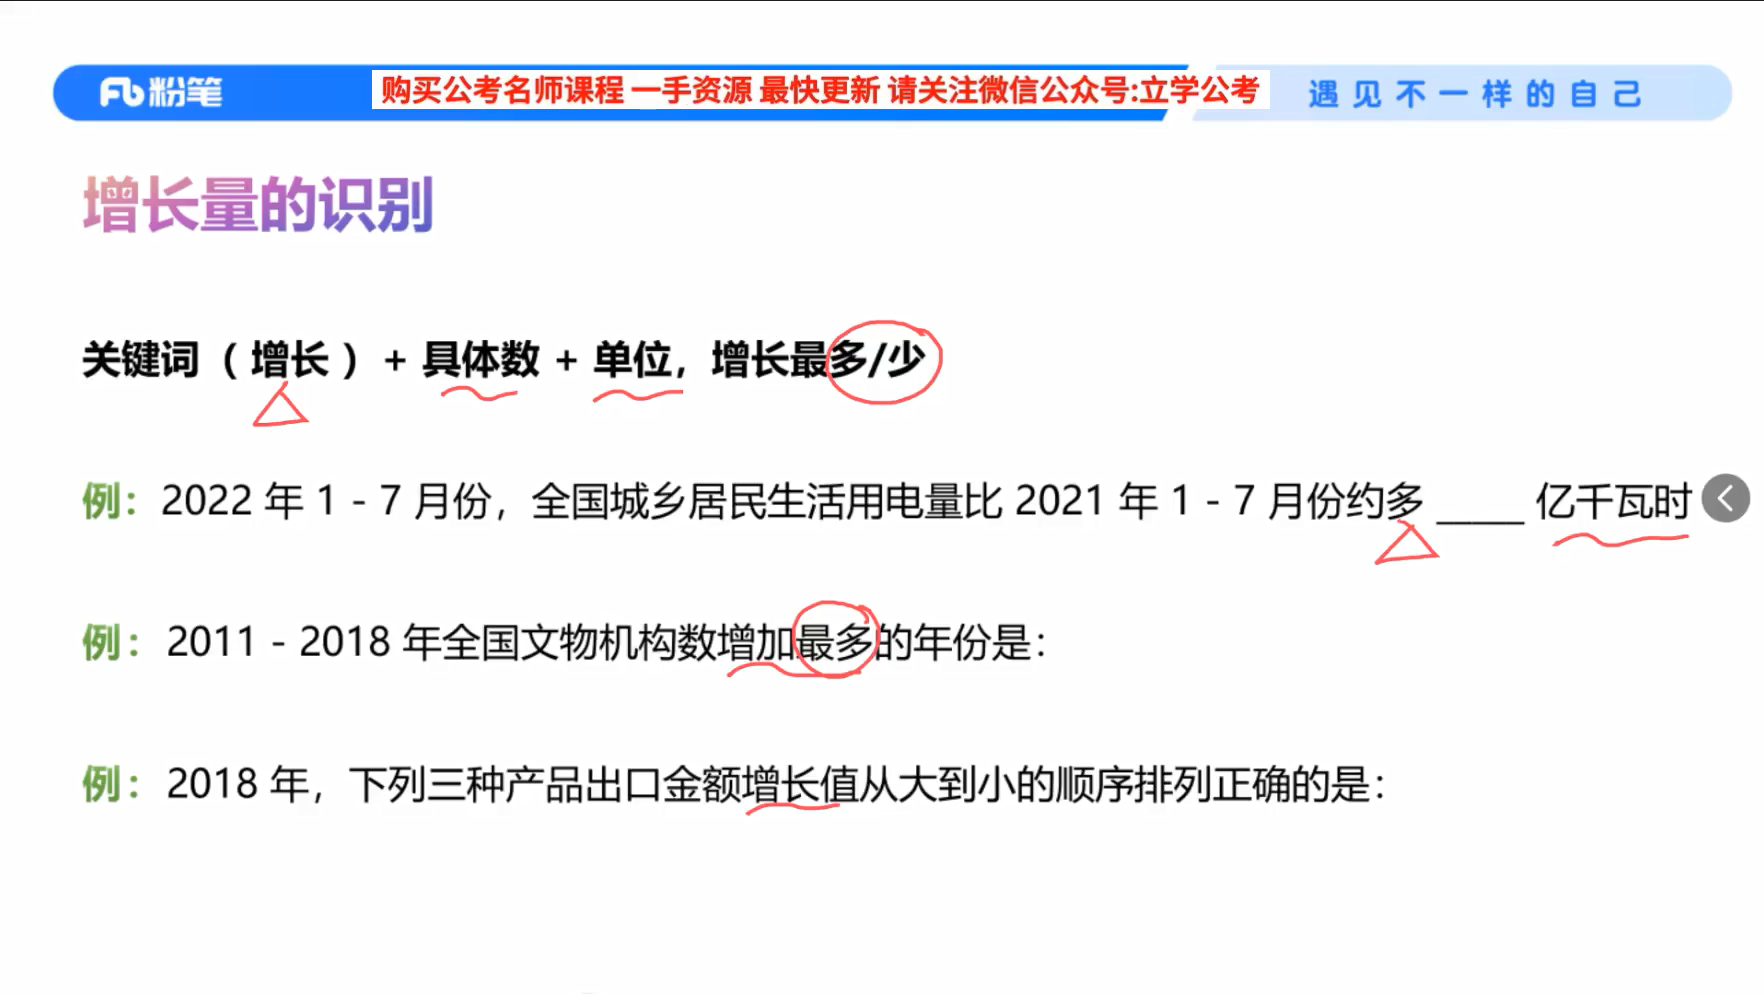 粉笔
购买公考名师课程 一手资源 最快更新 请关注微信公众号:立学公考
遇见不一样的自己
增长量的识别
关键词（增长）+ 具体数 + 单位，增长最多/少
例：2022 年 1 - 7 月份，全国城乡居民生活用电量比 2021 年 1 - 7 月份约多 ____ 亿千瓦时
例：2011 - 2018 年全国文物机构数增加最多的年份是：
例：2018 年，下列三种产品出口金额增长值从大到小的顺序排列正确的是：